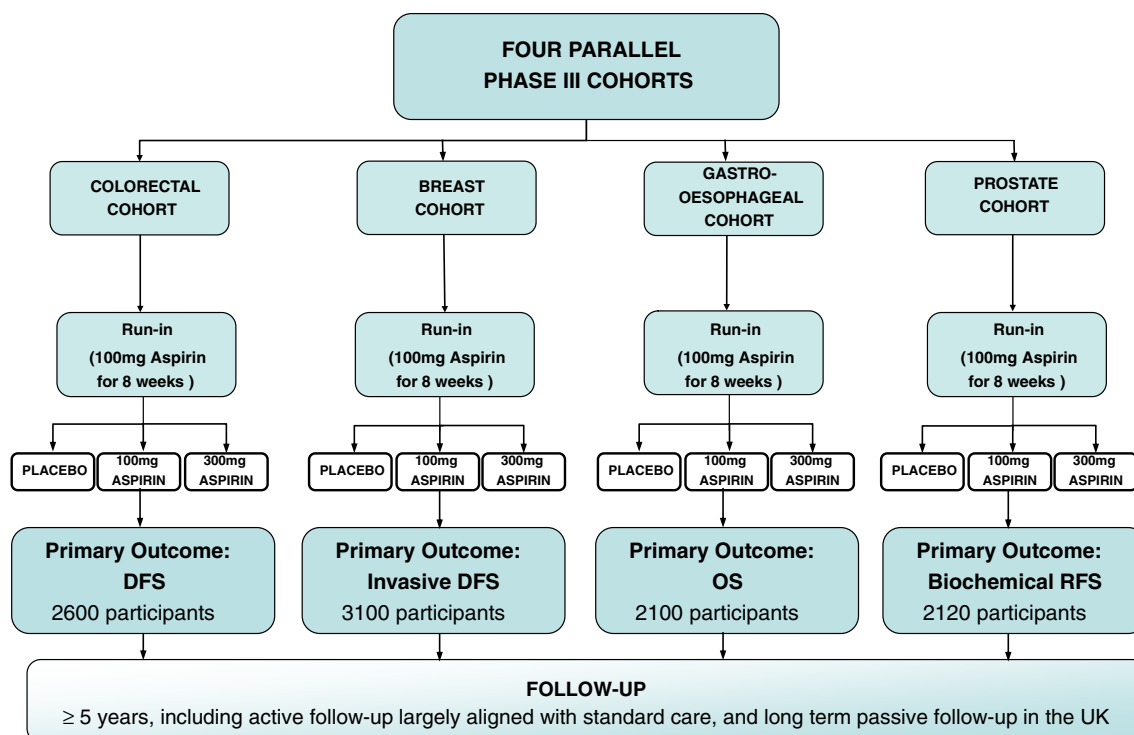 FOUR PARALLEL
PHASE III COHORTS
COLORECTAL
COHORT
BREAST
COHORT
GASTRO-
OESOPHAGEAL
COHORT
PROSTATE
COHORT
Run-in
(100mg Aspirin
for 8 weeks )
Run-in
(100mg Aspirin
for 8 weeks )
Run-in
(100mg Aspirin
for 8 weeks )
Run-in
(100mg Aspirin
for 8 weeks )
PLACEBO
100mg
ASPIRIN
300mg
ASPIRIN
PLACEBO
100mg
ASPIRIN
300mg
ASPIRIN
PLACEBO
100mg
ASPIRIN
300mg
ASPIRIN
PLACEBO
100mg
ASPIRIN
300mg
ASPIRIN
Primary Outcome:
DFS
2600 participants
Primary Outcome:
Invasive DFS
3100 participants
Primary Outcome:
OS
2100 participants
Primary Outcome:
Biochemical RFS
2120 participants
FOLLOW-UP
≥ 5 years, including active follow-up largely aligned with standard care, and long term passive follow-up in the UK